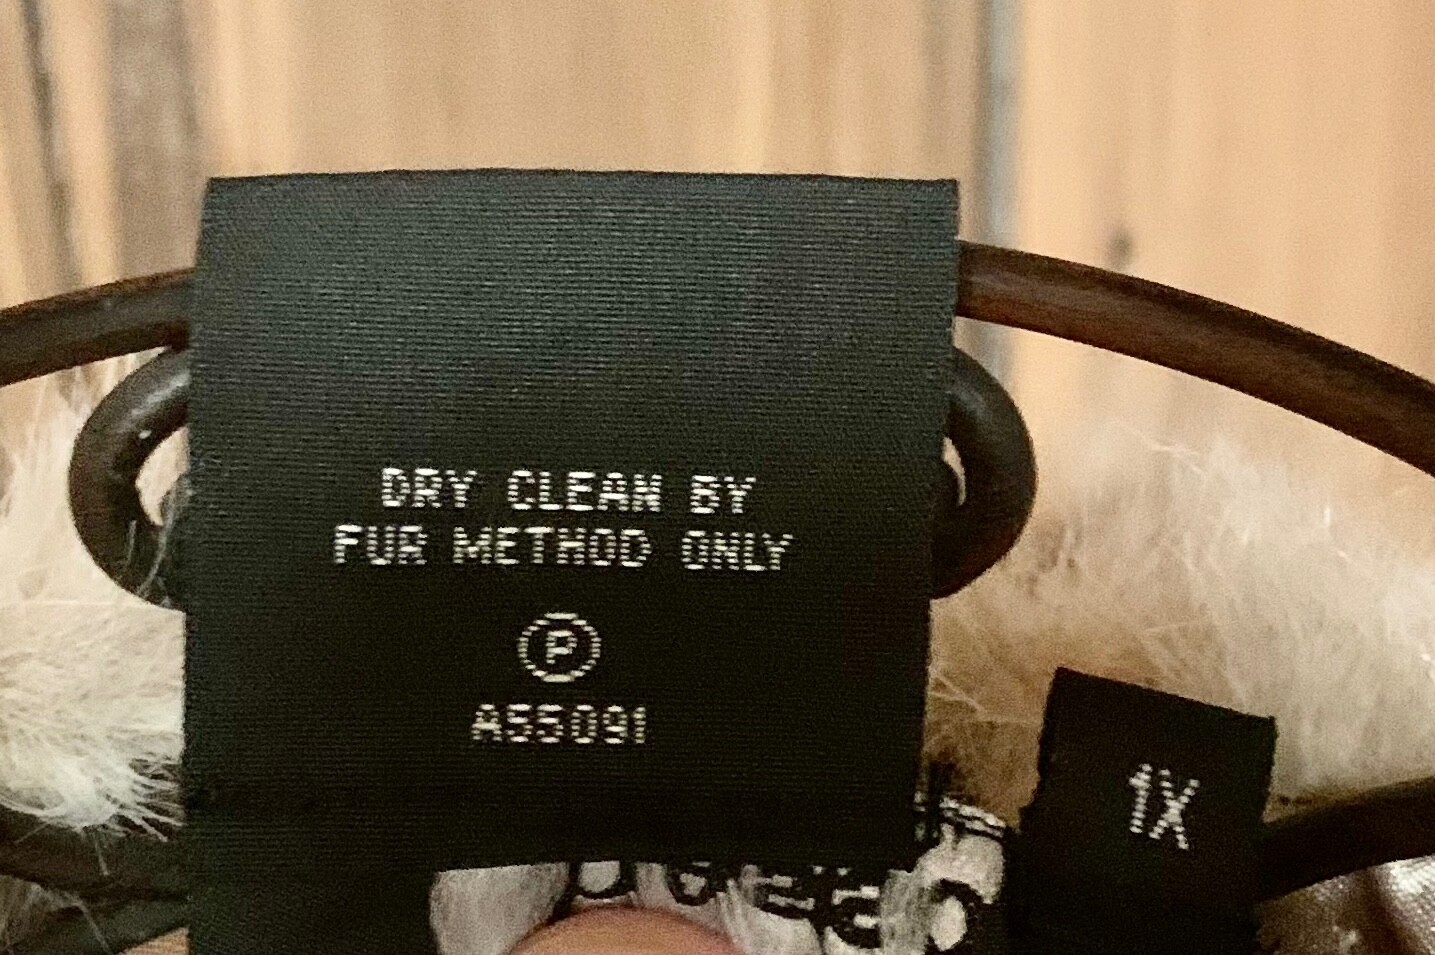 DRY CLEAN BY
FUR METHOD ONLY
P
A55091
1X